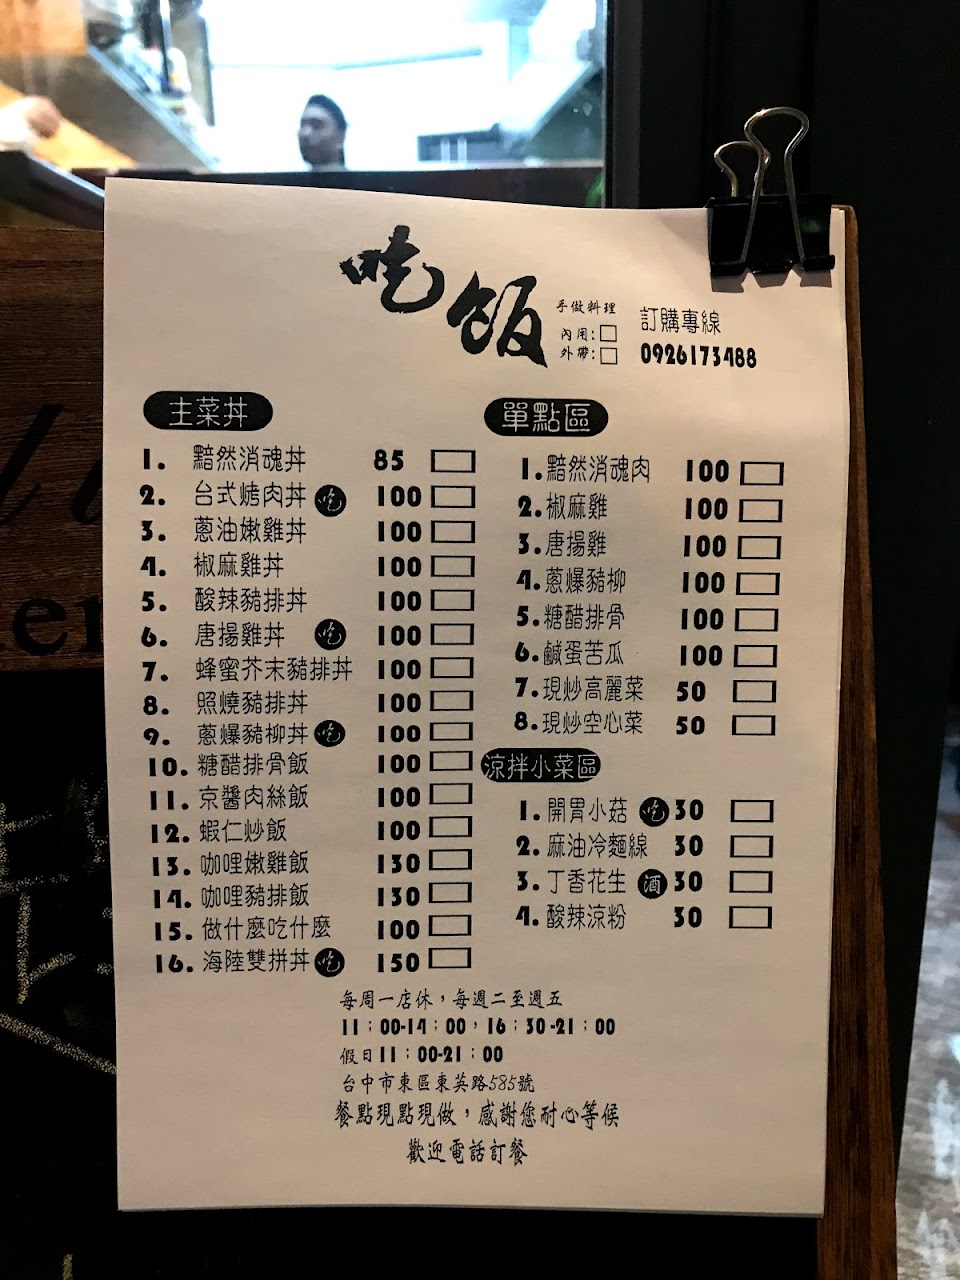 吃飯
手做料理
內用:□
外帶:□
訂購專線
0926173488
主菜丼
1. 黯然消魂丼 85
2. 台式烤肉丼 吃 100
3. 蔥油嫩雞丼 100
4. 椒麻雞丼 100
5. 酸辣豬排丼 100
6. 唐揚雞丼 吃 100
7. 蜂蜜芥末豬排丼 100
8. 照燒豬排丼 100
9. 蔥爆豬柳丼 吃 100
10. 糖醋排骨飯 100
11. 京醬肉絲飯 100
12. 蝦仁炒飯 100
13. 咖哩嫩雞飯 130
14. 咖哩豬排飯 130
15. 做什麼吃什麼 100
16. 海陸雙拼丼 吃 150
單點區
1. 黯然消魂肉 100
2. 椒麻雞 100
3. 唐揚雞 100
4. 蔥爆豬柳 100
5. 糖醋排骨 100
6. 鹹蛋苦瓜 100
7. 現炒高麗菜 50
8. 現炒空心菜 50
涼拌小菜區
1. 開胃小菇 吃 30
2. 麻油冷麵線 30
3. 丁香花生 酒 30
4. 酸辣涼粉 30
每周一店休，每週二至週五
11：00-14：00，16：30-21：00
假日11：00-21：00
台中市東區東英路585號
餐點現點現做，感謝您耐心等候
歡迎電話訂餐